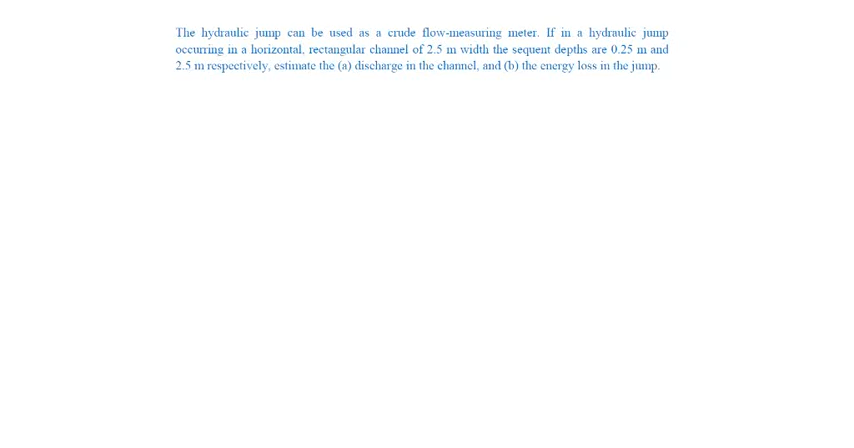 The hydraulic jump can be used as a crude flow-measuring meter. If in a hydraulic jump
occurring in a horizontal, rectangular channel of 2.5 m width the sequent depths are 0.25 m and
2.5 m respectively, estimate the (a) discharge in the channel, and (b) the energy loss in the jump.